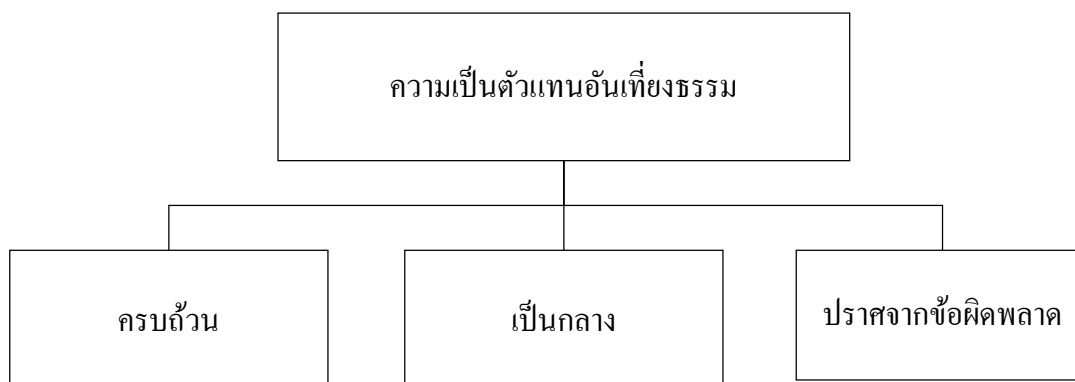 ความเป็นตัวแทนอันเที่ยงธรรม
ครบถ้วน
เป็นกลาง
ปราศจากข้อผิดพลาด